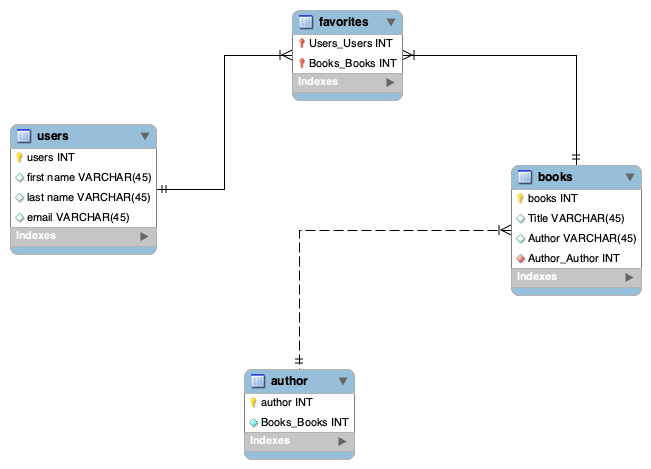 favorites
Users_Users INT
Books_Books INT
Indexes
users
users INT
first name VARCHAR(45)
last name VARCHAR(45)
email VARCHAR(45)
Indexes
books
books INT
Title VARCHAR(45)
Author VARCHAR(45)
Author_Author INT
Indexes
author
author INT
Books_Books INT
Indexes